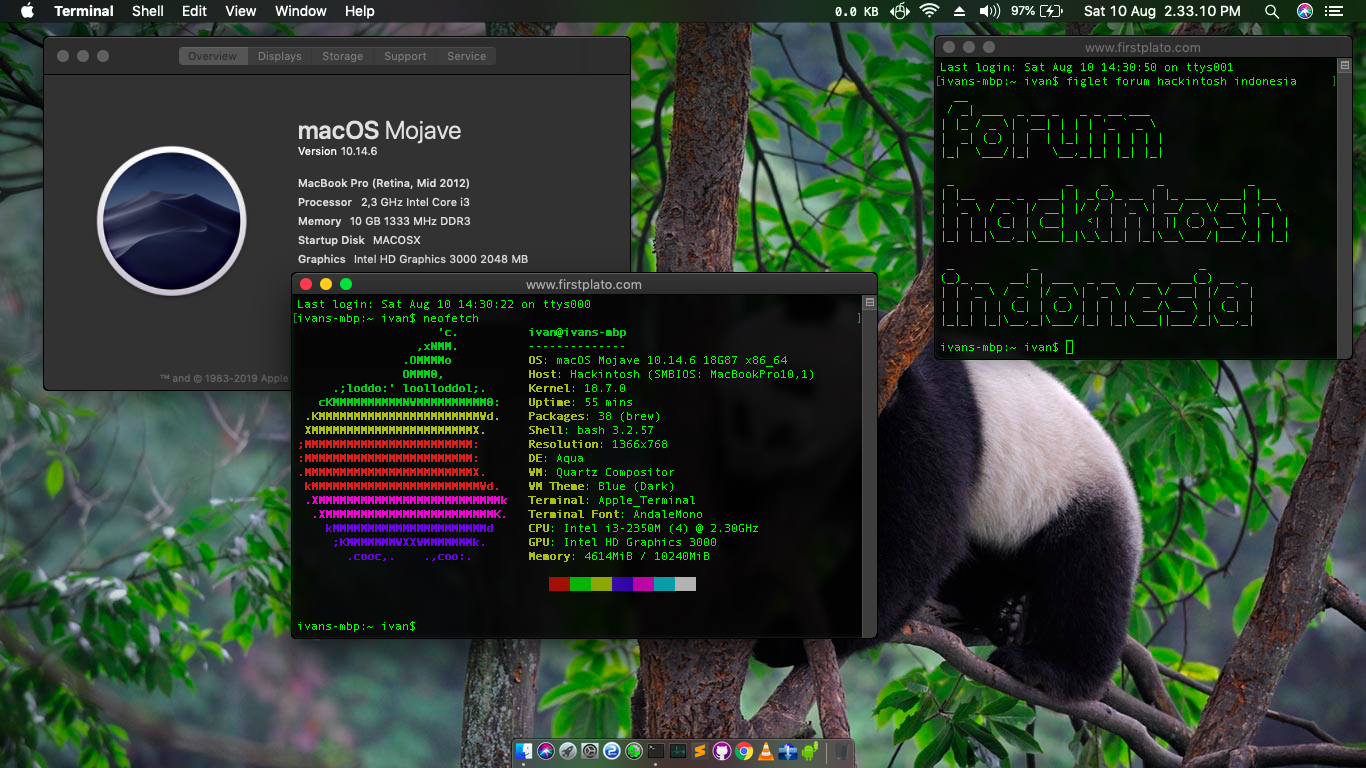 Terminal Shell Edit View Window Help
0.0 KB 97% Sat 10 Aug 2.33.10 PM
Overview Displays Storage Support Service
macOS Mojave
Version 10.14.6
MacBook Pro (Retina, Mid 2012)
Processor 2,3 GHz Intel Core i3
Memory 10 GB 1333 MHz DDR3
Startup Disk MACOSX
Graphics Intel HD Graphics 3000 2048 MB
™ and © 1983-2019 Apple
www.firstplato.com
Last login: Sat Aug 10 14:30:22 on ttys000
[ivans-mbp:~ ivan$ neofetch ]
ivan@ivans-mbp
--------------
OS: macOS Mojave 10.14.6 18G87 x86_64
Host: Hackintosh (SMBIOS: MacBookPro10,1)
Kernel: 18.7.0
Uptime: 55 mins
Packages: 38 (brew)
Shell: bash 3.2.57
Resolution: 1366x768
DE: Aqua
WM: Quartz Compositor
WM Theme: Blue (Dark)
Terminal: Apple_Terminal
Terminal Font: AndaleMono
CPU: Intel i3-2350M (4) @ 2.30GHz
GPU: Intel HD Graphics 3000
Memory: 4614MiB / 10240MiB
ivans-mbp:~ ivan$
www.firstplato.com
Last login: Sat Aug 10 14:30:50 on ttys001
[ivans-mbp:~ ivan$ figlet forum hackintosh indonesia ]
forum
hackintosh
indonesia
ivans-mbp:~ ivan$